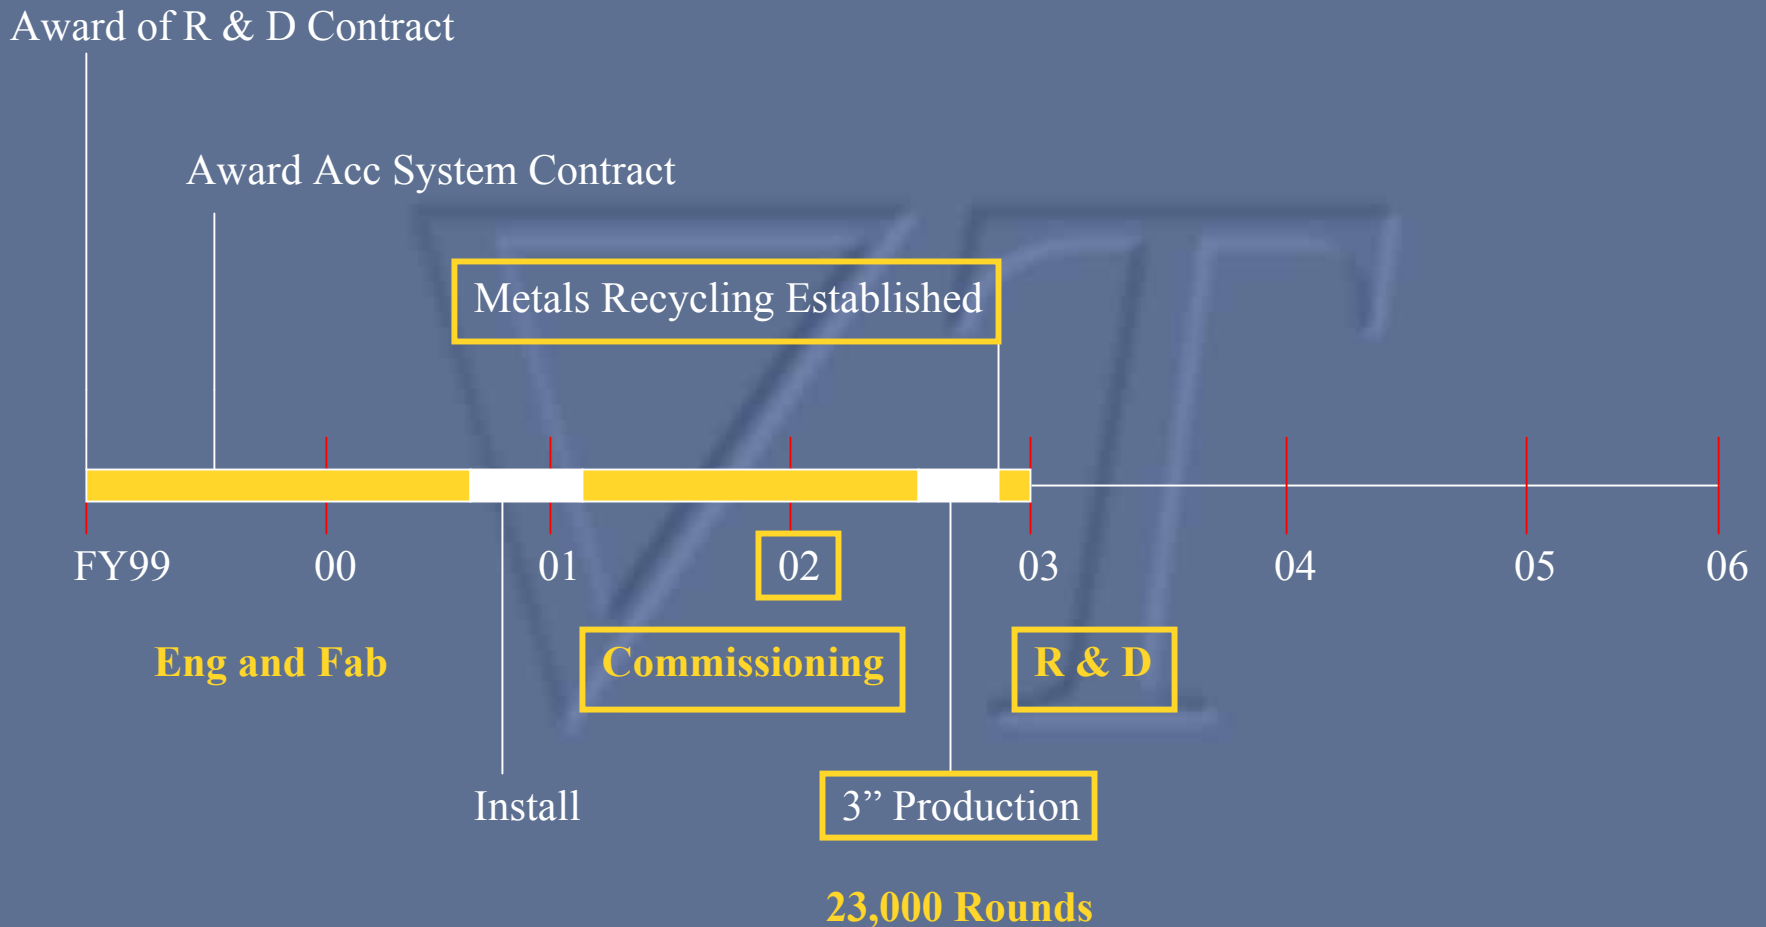 Award of R & D Contract
Award Acc System Contract
Metals Recycling Established
FY99 00 01 02 03 04 05 06
Eng and Fab Commissioning R & D
Install 3” Production
23,000 Rounds
VT